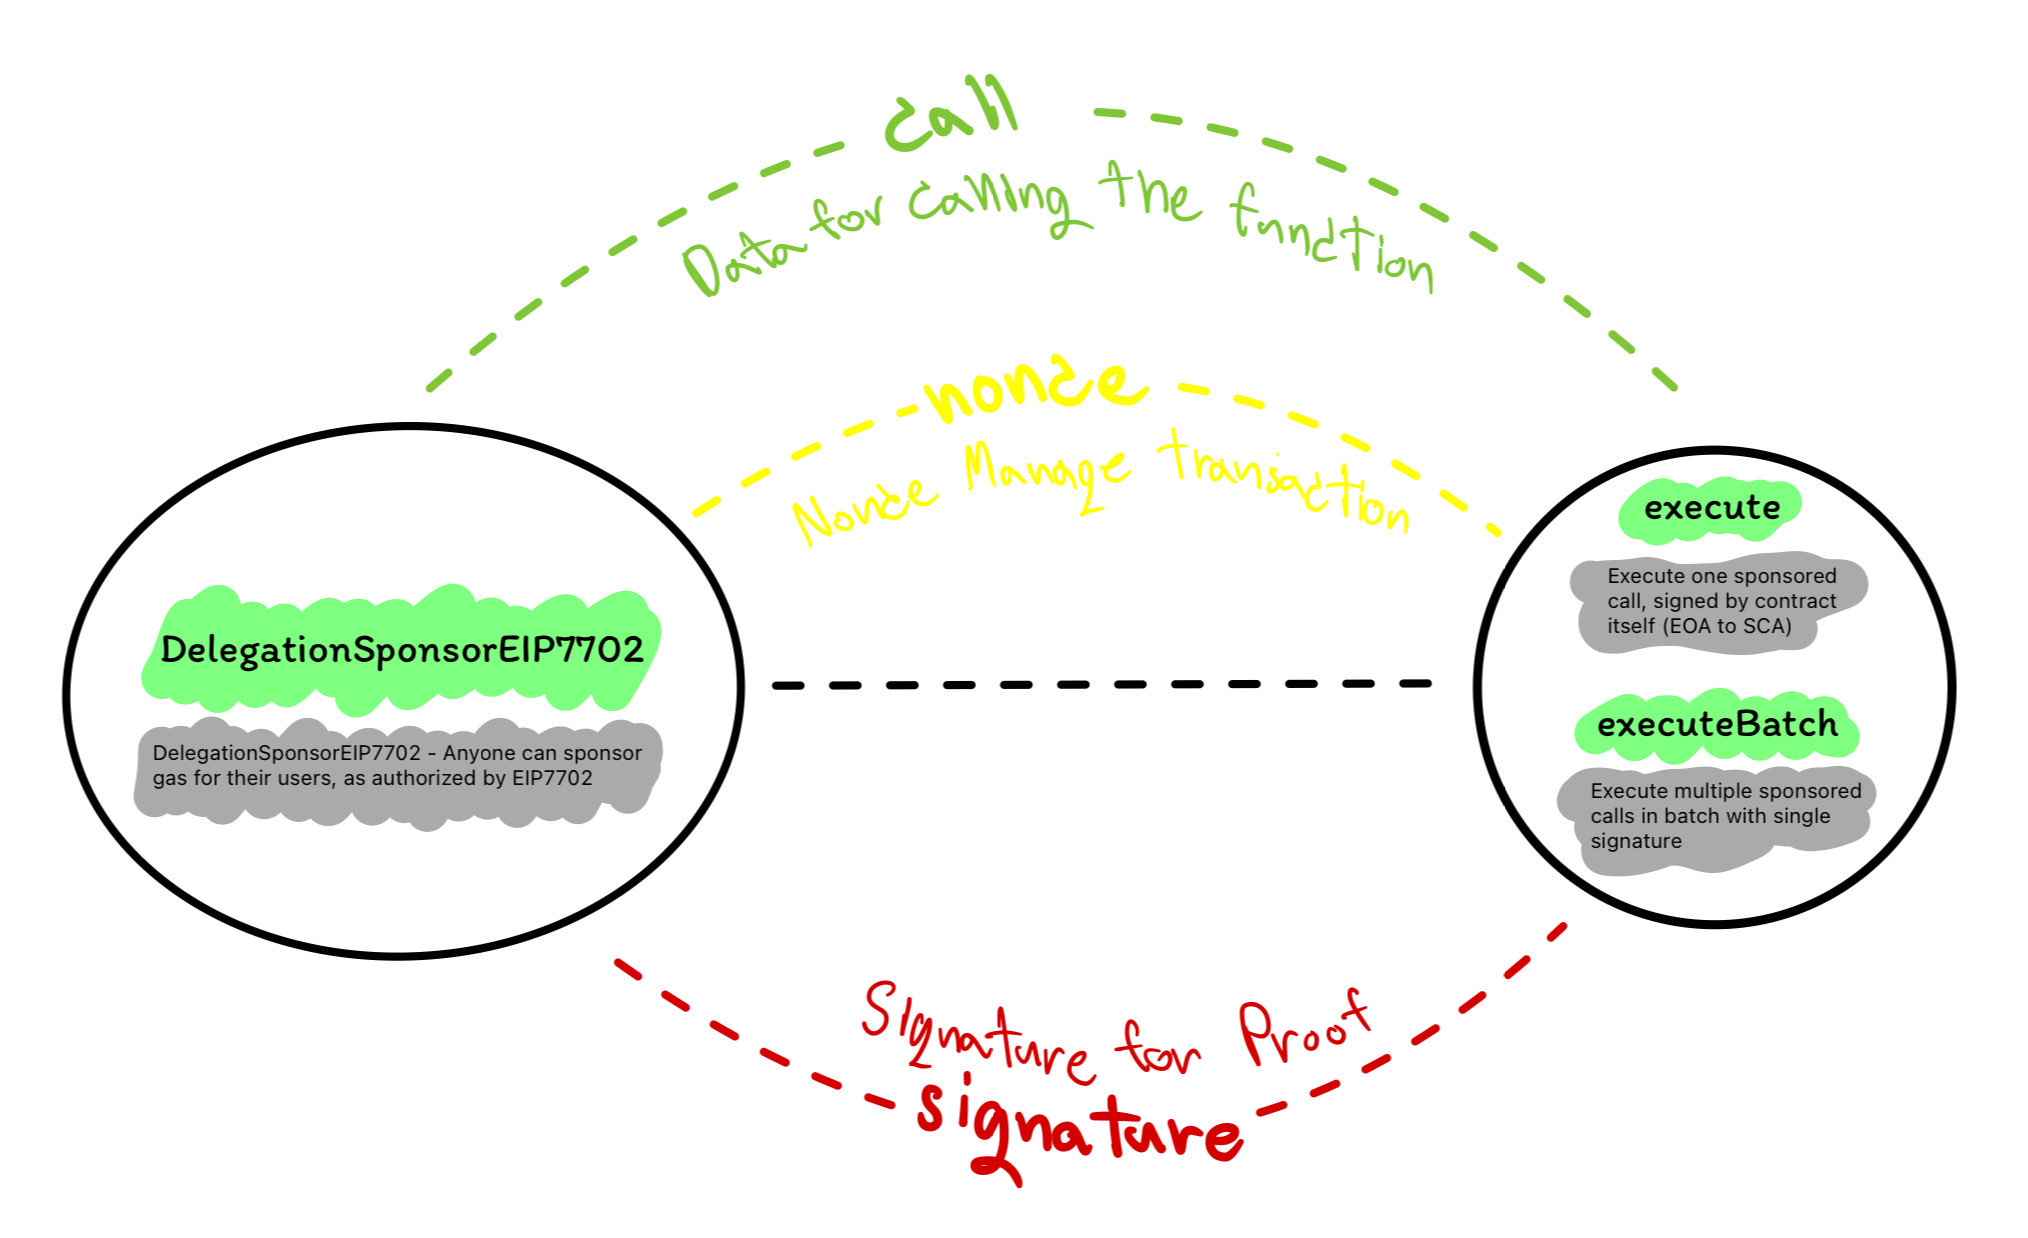 call
Data for calling the function
nonce
Nonce Manage transaction
DelegationSponsorEIP7702
DelegationSponsorEIP7702 - Anyone can sponsor
gas for their users, as authorized by EIP7702
execute
Execute one sponsored
call, signed by contract
itself (EOA to SCA)
executeBatch
Execute multiple sponsored
calls in batch with single
signature
Signature for Proof
signature